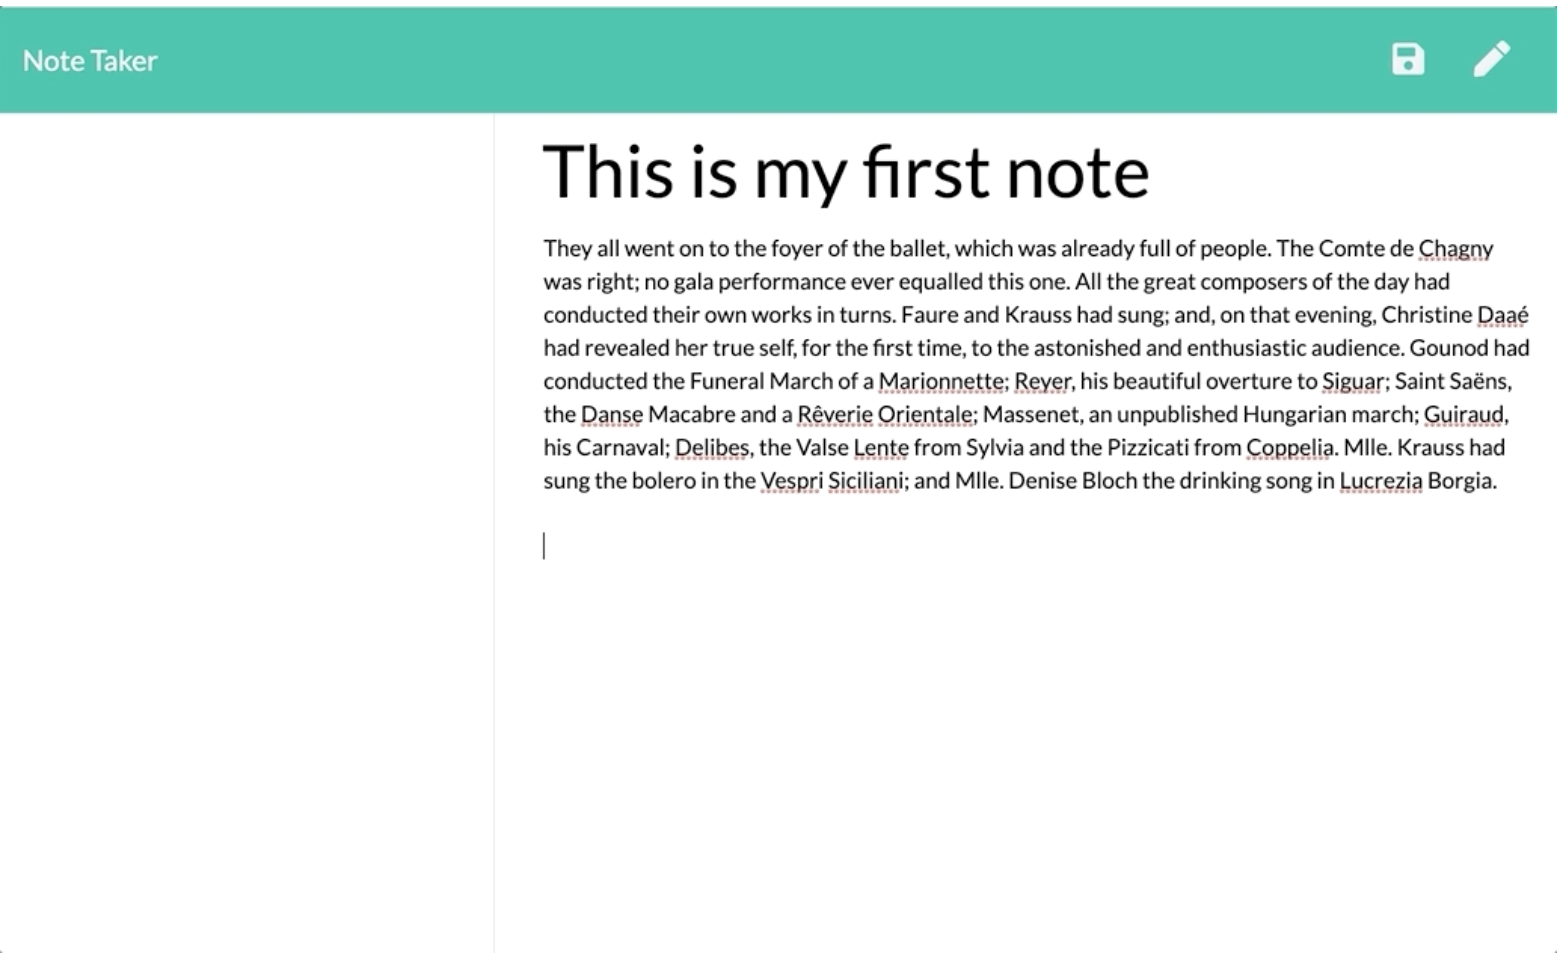 Note Taker
This is my first note
They all went on to the foyer of the ballet, which was already full of people. The Comte de Chagny
was right; no gala performance ever equalled this one. All the great composers of the day had
conducted their own works in turns. Faure and Krauss had sung; and, on that evening, Christine Daaé
had revealed her true self, for the first time, to the astonished and enthusiastic audience. Gounod had
conducted the Funeral March of a Marionnette; Reyer, his beautiful overture to Siguar; Saint Saëns,
the Danse Macabre and a Rêverie Orientale; Massenet, an unpublished Hungarian march; Guiraud,
his Carnaval; Delibes, the Valse Lente from Sylvia and the Pizzicati from Coppelia. Mlle. Krauss had
sung the bolero in the Vespri Siciliani; and Mlle. Denise Bloch the drinking song in Lucrezia Borgia.